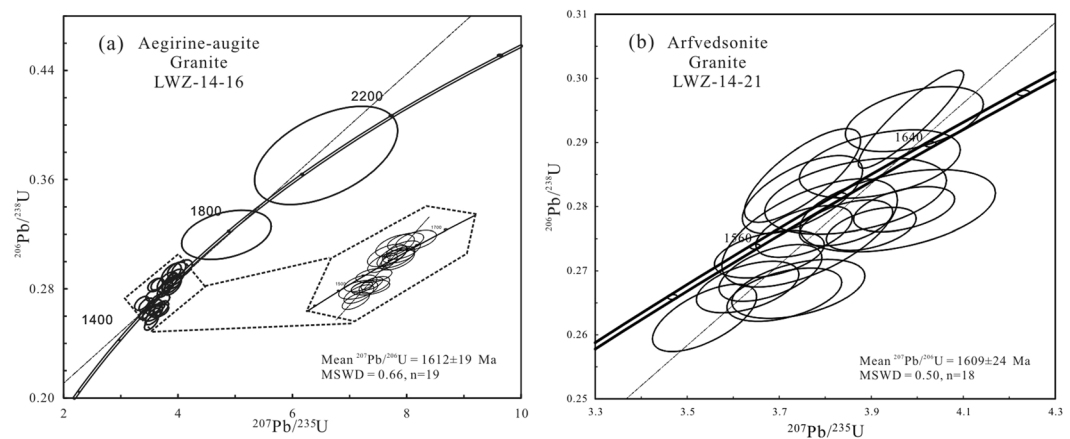 (a) Aegirine-augite
Granite
LWZ-14-16
0.44
0.36
0.28
0.20
²⁰⁶Pb/²³⁸U
2200
1800
1400
1700
Mean ²⁰⁷Pb/²⁰⁶U = 1612±19 Ma
MSWD = 0.66, n=19
2 4 6 8 10
²⁰⁷Pb/²³⁵U
(b) Arfvedsonite
Granite
LWZ-14-21
0.31
0.30
0.29
0.28
0.27
0.26
0.25
²⁰⁶Pb/²³⁸U
1640
1560
Mean ²⁰⁷Pb/²⁰⁶U = 1609±24 Ma
MSWD = 0.50, n=18
3.3 3.5 3.7 3.9 4.1 4.3
²⁰⁷Pb/²³⁵U